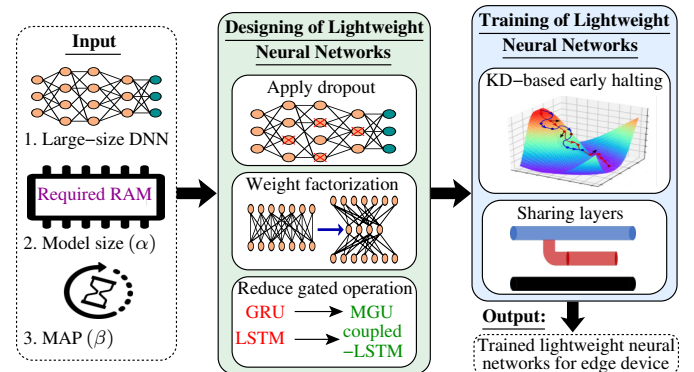 Input
1. Large-size DNN
Required RAM
2. Model size (α)
3. MAP (β)
Designing of Lightweight
Neural Networks
Apply dropout
Weight factorization
Reduce gated operation
GRU
MGU
LSTM
coupled
-LSTM
Training of Lightweight
Neural Networks
KD-based early halting
Sharing layers
Output:
Trained lightweight neural
networks for edge device